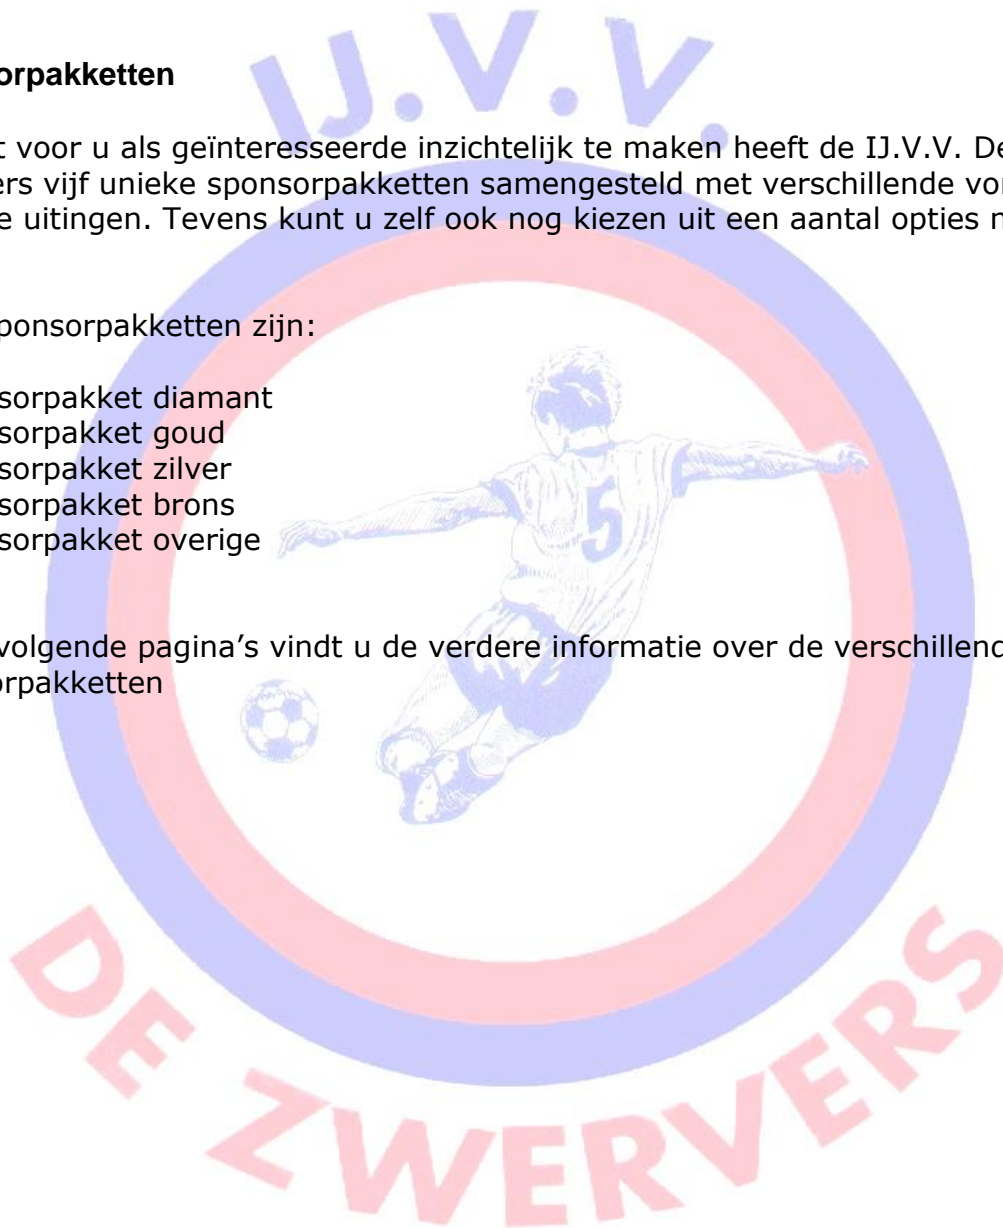 IJ.V.V.
orpakketten
t voor u als geïnteresseerde inzichtelijk te maken heeft de IJ.V.V. De
ers vijf unieke sponsorpakketten samengesteld met verschillende vor
e uitingen. Tevens kunt u zelf ook nog kiezen uit een aantal opties n
ponsorpakketten zijn:
sorpakket diamant
sorpakket goud
sorpakket zilver
sorpakket brons
sorpakket overige
5
volgende pagina’s vindt u de verdere informatie over de verschillend
orpakketten
DE ZWERVERS